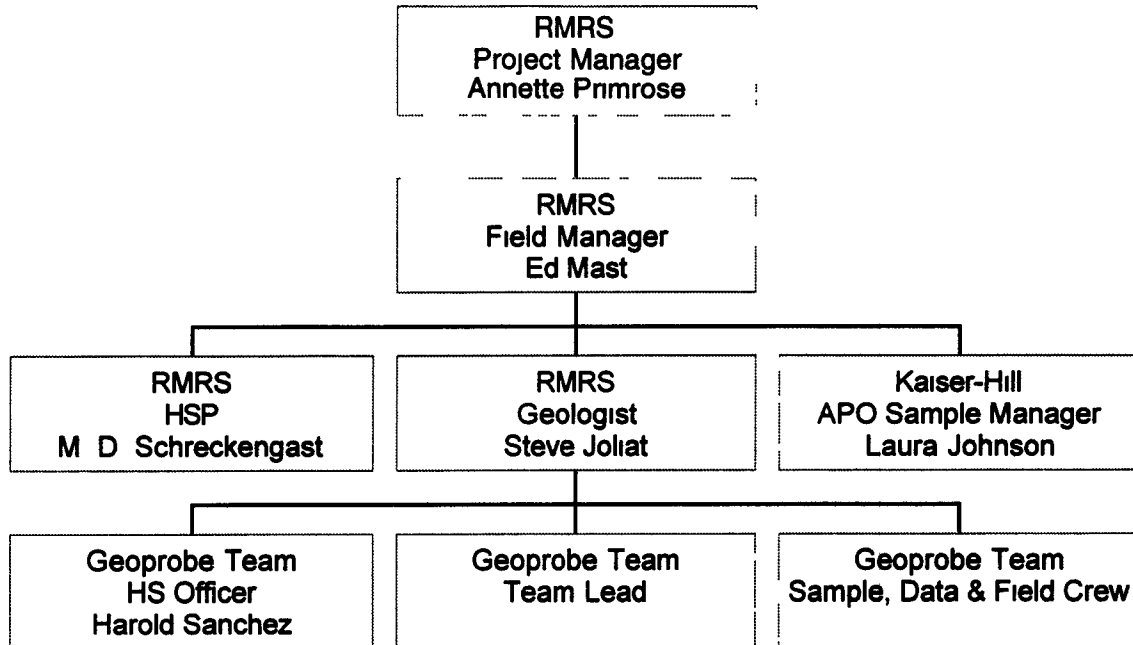 RMRS
Project Manager
Annette Primrose
RMRS
Field Manager
Ed Mast
RMRS
HSP
M D Schreckengast
RMRS
Geologist
Steve Joliat
Kaiser-Hill
APO Sample Manager
Laura Johnson
Geoprobe Team
HS Officer
Harold Sanchez
Geoprobe Team
Team Lead
Geoprobe Team
Sample, Data & Field Crew